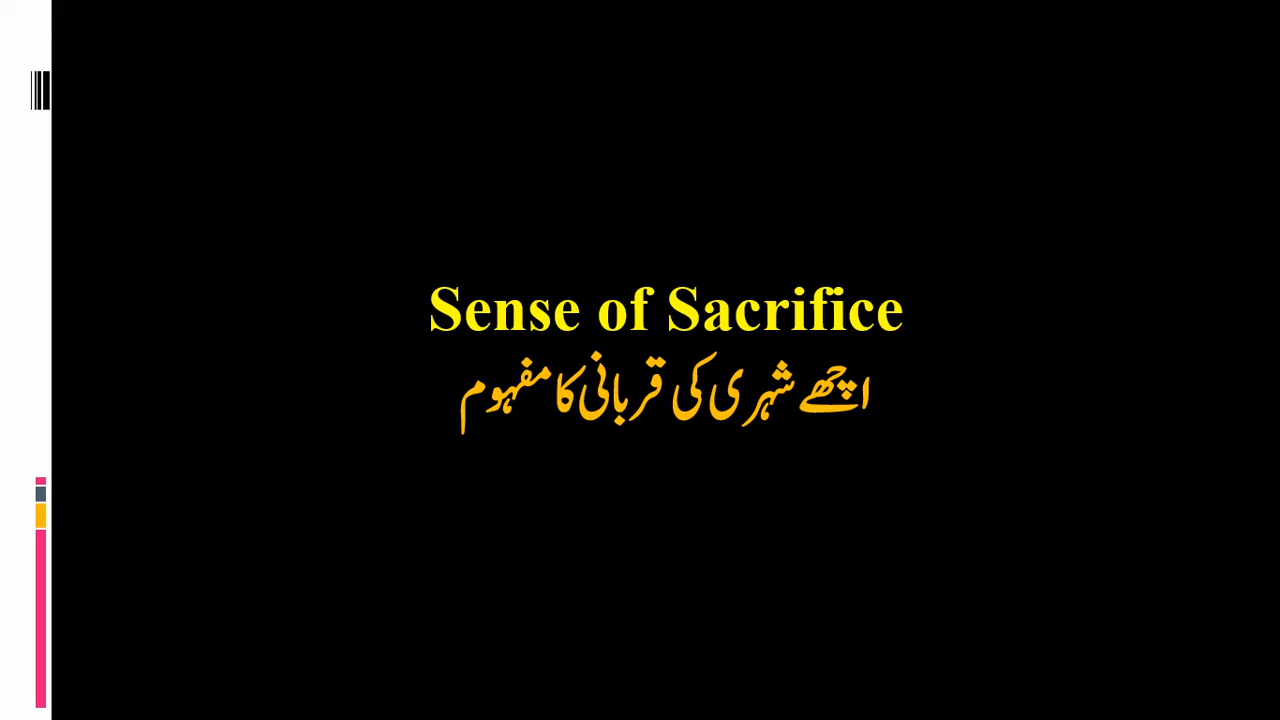 Sense of Sacrifice
اچھے شہری کی قربانی کا مفہوم